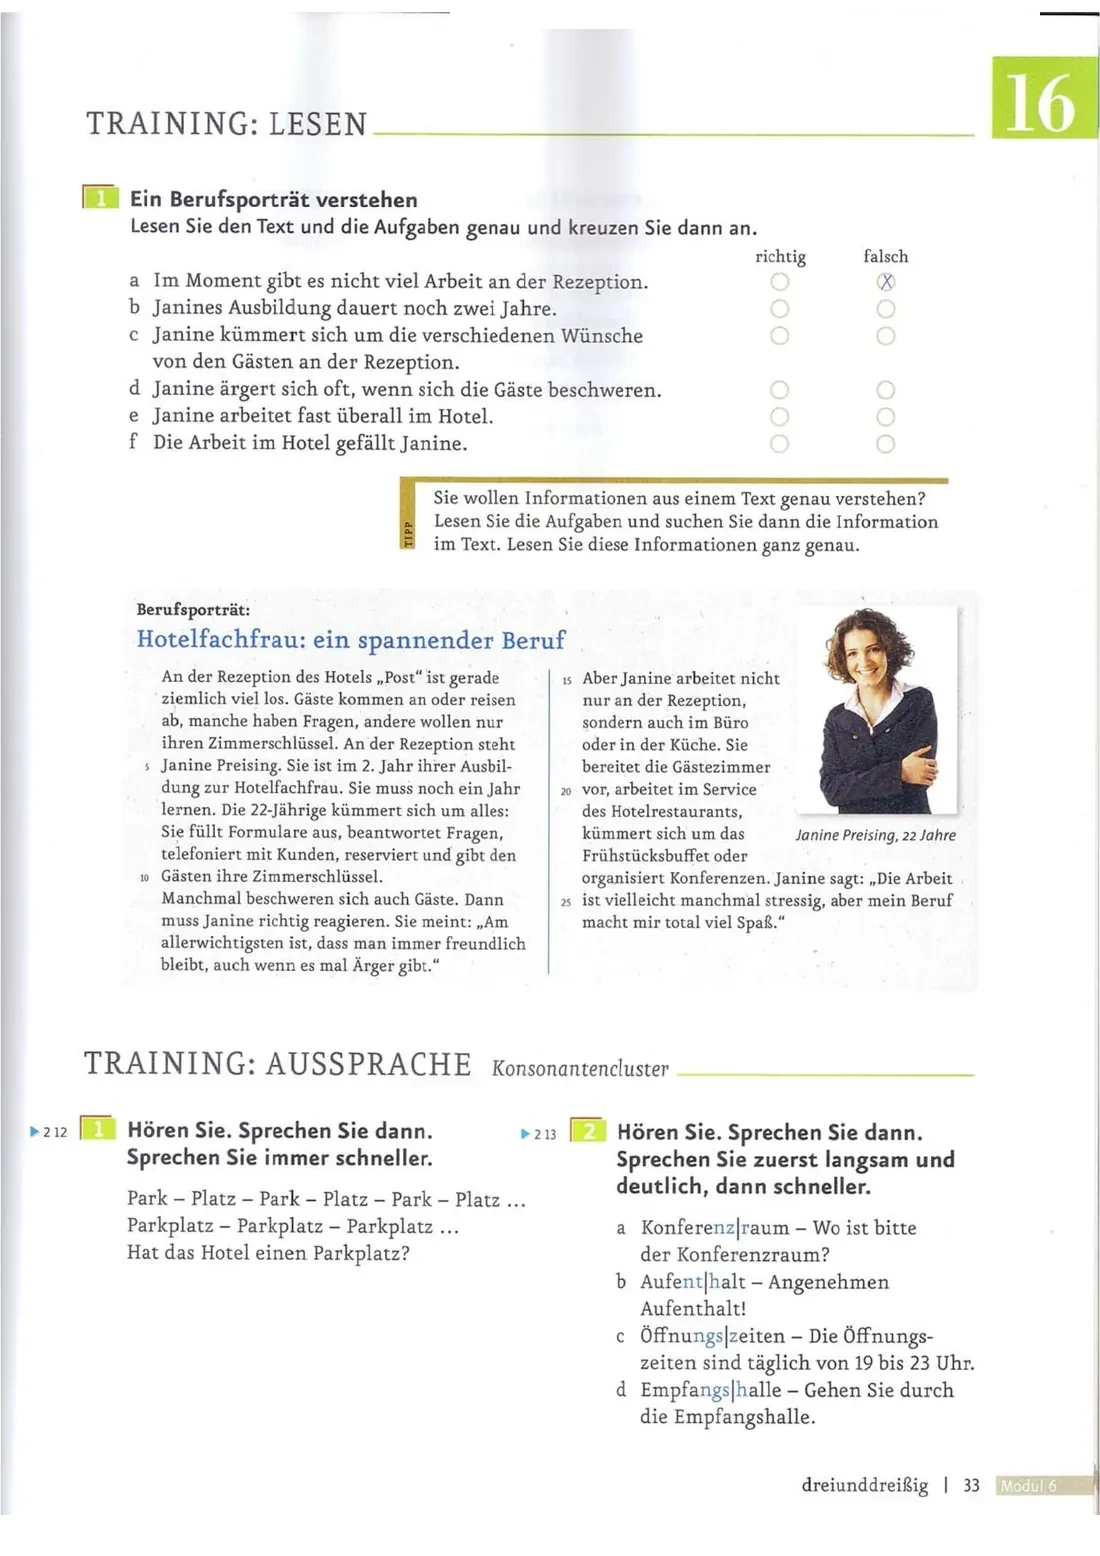 16
TRAINING: LESEN
1 Ein Berufsporträt verstehen
Lesen Sie den Text und die Aufgaben genau und kreuzen Sie dann an.
richtig falsch
a Im Moment gibt es nicht viel Arbeit an der Rezeption. X
b Janines Ausbildung dauert noch zwei Jahre.
c Janine kümmert sich um die verschiedenen Wünsche
von den Gästen an der Rezeption.
d Janine ärgert sich oft, wenn sich die Gäste beschweren.
e Janine arbeitet fast überall im Hotel.
f Die Arbeit im Hotel gefällt Janine.
TIPP
Sie wollen Informationen aus einem Text genau verstehen?
Lesen Sie die Aufgaben und suchen Sie dann die Information
im Text. Lesen Sie diese Informationen ganz genau.
Berufsporträt:
Hotelfachfrau: ein spannender Beruf
An der Rezeption des Hotels „Post“ ist gerade
ziemlich viel los. Gäste kommen an oder reisen
ab, manche haben Fragen, andere wollen nur
ihren Zimmerschlüssel. An der Rezeption steht
5 Janine Preising. Sie ist im 2. Jahr ihrer Ausbil-
dung zur Hotelfachfrau. Sie muss noch ein Jahr
lernen. Die 22-Jährige kümmert sich um alles:
Sie füllt Formulare aus, beantwortet Fragen,
telefoniert mit Kunden, reserviert und gibt den
10 Gästen ihre Zimmerschlüssel.
Manchmal beschweren sich auch Gäste. Dann
muss Janine richtig reagieren. Sie meint: „Am
allerwichtigsten ist, dass man immer freundlich
bleibt, auch wenn es mal Ärger gibt.“
15 Aber Janine arbeitet nicht
nur an der Rezeption,
sondern auch im Büro
oder in der Küche. Sie
bereitet die Gästezimmer
20 vor, arbeitet im Service
des Hotelrestaurants,
kümmert sich um das
Frühstücksbuffet oder
organisiert Konferenzen. Janine sagt: „Die Arbeit
25 ist vielleicht manchmal stressig, aber mein Beruf
macht mir total viel Spaß.“
Janine Preising, 22 Jahre
TRAINING: AUSSPRACHE Konsonantencluster
▶ 2 12 1 Hören Sie. Sprechen Sie dann.
Sprechen Sie immer schneller.
Park – Platz – Park – Platz – Park – Platz ...
Parkplatz – Parkplatz – Parkplatz ...
Hat das Hotel einen Parkplatz?
▶ 2 13 2 Hören Sie. Sprechen Sie dann.
Sprechen Sie zuerst langsam und
deutlich, dann schneller.
a Konferenz|raum – Wo ist bitte
der Konferenzraum?
b Aufent|halt – Angenehmen
Aufenthalt!
c Öffnungs|zeiten – Die Öffnungs-
zeiten sind täglich von 19 bis 23 Uhr.
d Empfangs|halle – Gehen Sie durch
die Empfangshalle.
dreiunddreißig | 33 Modul 6